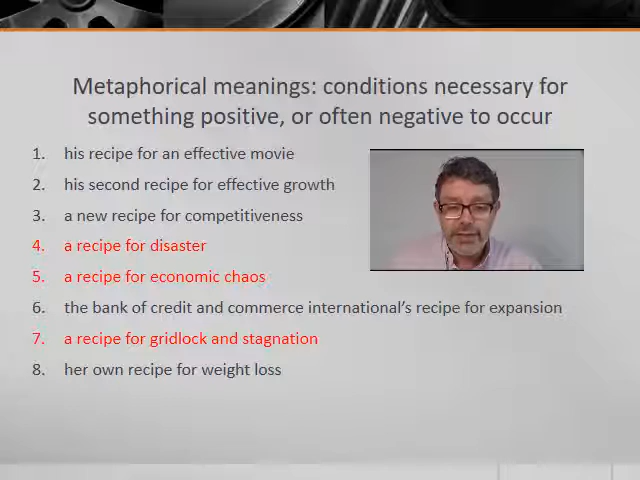 Metaphorical meanings: conditions necessary for
something positive, or often negative to occur
1. his recipe for an effective movie
2. his second recipe for effective growth
3. a new recipe for competitiveness
4. a recipe for disaster
5. a recipe for economic chaos
6. the bank of credit and commerce international's recipe for expansion
7. a recipe for gridlock and stagnation
8. her own recipe for weight loss